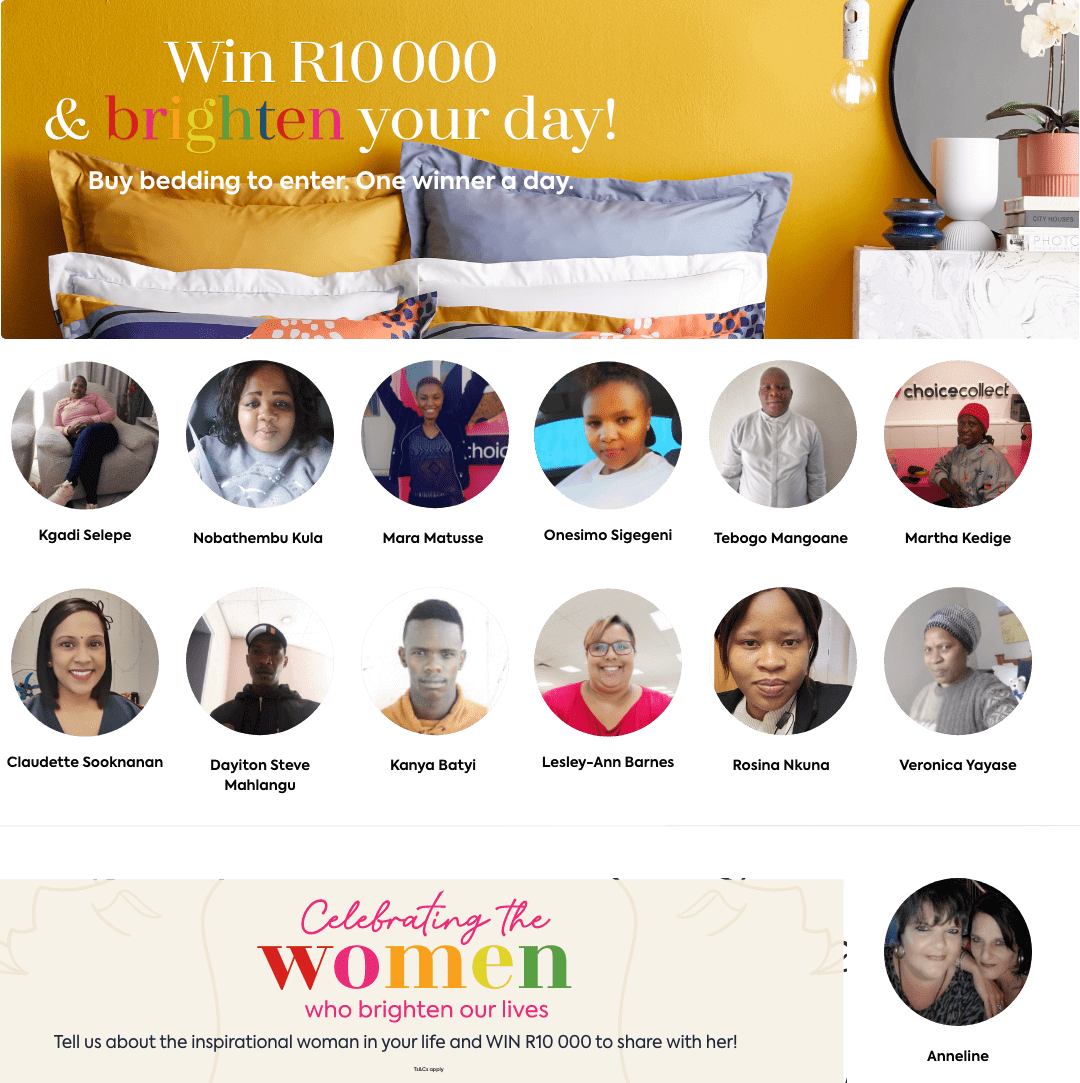 Win R10 000
& brighten your day!
Buy bedding to enter. One winner a day.
CITY HOUSES
PHOTO
choic
choicecollect
Kgadi Selepe
Nobathembu Kula
Mara Matusse
Onesimo Sigegeni
Tebogo Mangoane
Martha Kedige
Claudette Sooknanan
Dayiton Steve
Mahlangu
Kanya Batyi
Lesley-Ann Barnes
Rosina Nkuna
Veronica Yayase
Celebrating the
women
who brighten our lives
Tell us about the inspirational woman in your life and WIN R10 000 to share with her!
Ts&Cs apply
Anneline